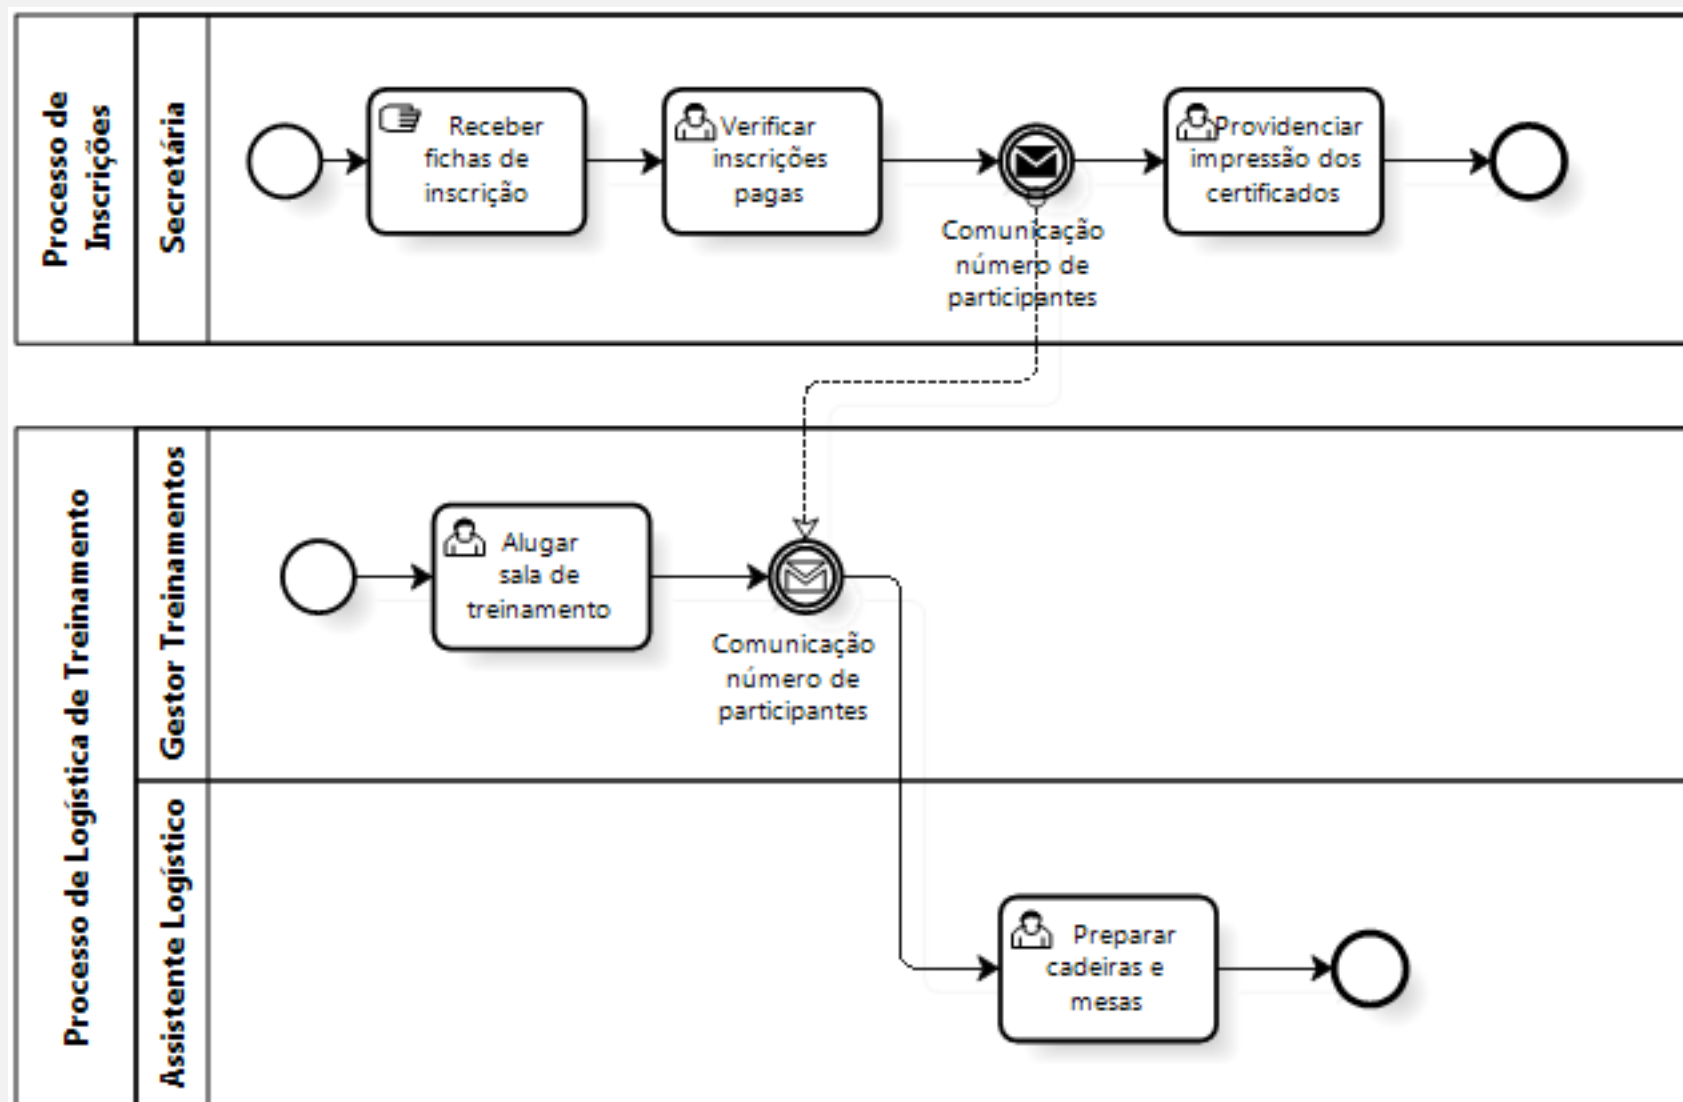 Processo de
Inscrições
Secretária
Receber
fichas de
inscrição
Verificar
inscrições
pagas
Comunicação
número de
participantes
Providenciar
impressão dos
certificados
Processo de Logística de Treinamento
Gestor Treinamentos
Alugar
sala de
treinamento
Comunicação
número de
participantes
Assistente Logístico
Preparar
cadeiras e
mesas